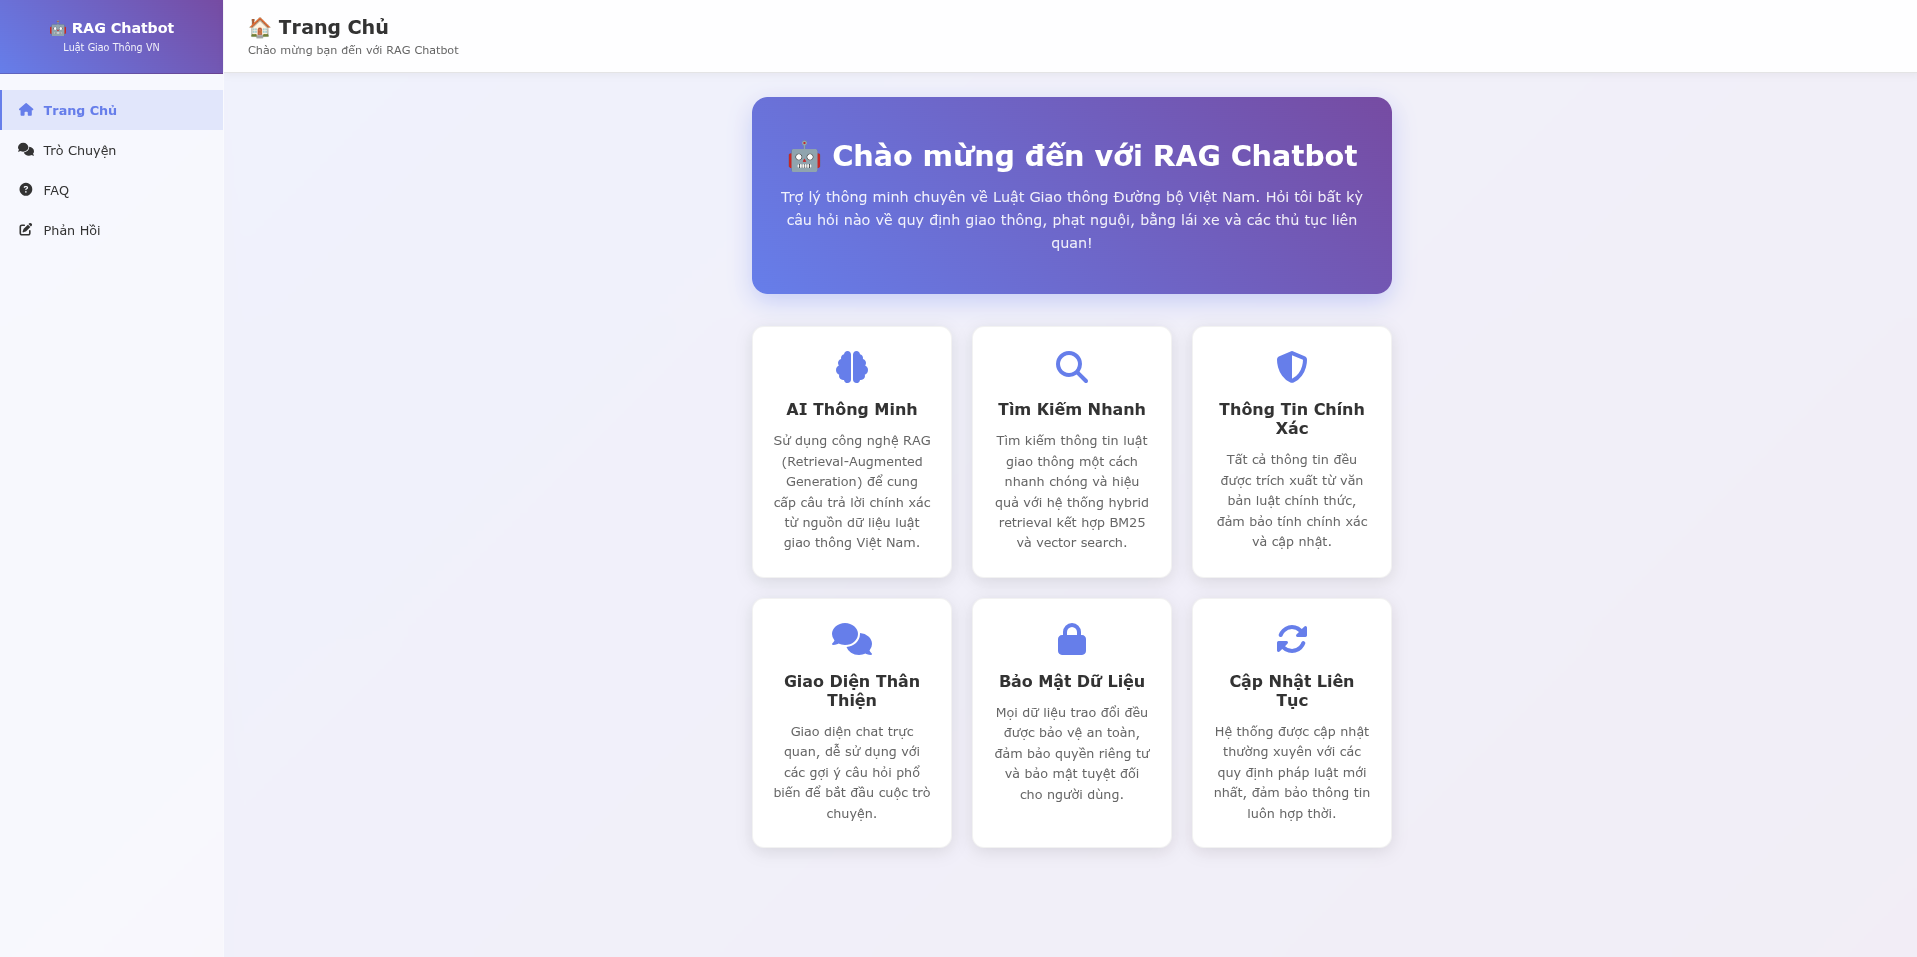 🤖 RAG Chatbot
Luật Giao Thông VN
Trang Chủ
Trò Chuyện
FAQ
Phản Hồi
🏠 Trang Chủ
Chào mừng bạn đến với RAG Chatbot
🤖 Chào mừng đến với RAG Chatbot
Trợ lý thông minh chuyên về Luật Giao thông Đường bộ Việt Nam. Hỏi tôi bất kỳ
câu hỏi nào về quy định giao thông, phạt nguội, bằng lái xe và các thủ tục liên
quan!
AI Thông Minh
Sử dụng công nghệ RAG
(Retrieval-Augmented
Generation) để cung
cấp câu trả lời chính xác
từ nguồn dữ liệu luật
giao thông Việt Nam.
Tìm Kiếm Nhanh
Tìm kiếm thông tin luật
giao thông một cách
nhanh chóng và hiệu
quả với hệ thống hybrid
retrieval kết hợp BM25
và vector search.
Thông Tin Chính
Xác
Tất cả thông tin đều
được trích xuất từ văn
bản luật chính thức,
đảm bảo tính chính xác
và cập nhật.
Giao Diện Thân
Thiện
Giao diện chat trực
quan, dễ sử dụng với
các gợi ý câu hỏi phổ
biến để bắt đầu cuộc trò
chuyện.
Bảo Mật Dữ Liệu
Mọi dữ liệu trao đổi đều
được bảo vệ an toàn,
đảm bảo quyền riêng tư
và bảo mật tuyệt đối
cho người dùng.
Cập Nhật Liên
Tục
Hệ thống được cập nhật
thường xuyên với các
quy định pháp luật mới
nhất, đảm bảo thông tin
luôn hợp thời.